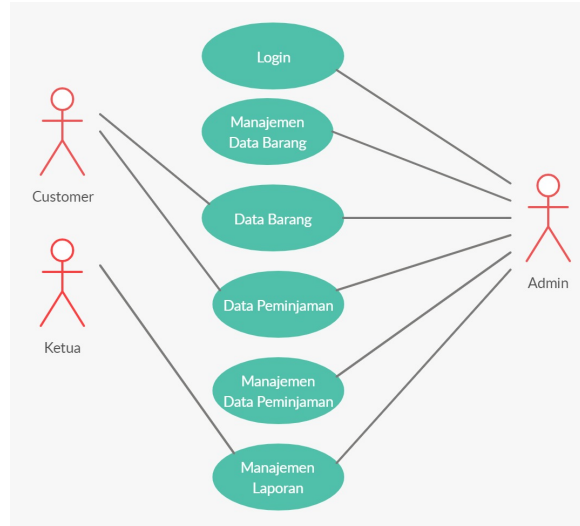 Login
Manajemen
Data Barang
Customer
Data Barang
Ketua
Data Peminjaman
Admin
Manajemen
Data Peminjaman
Manajemen
Laporan